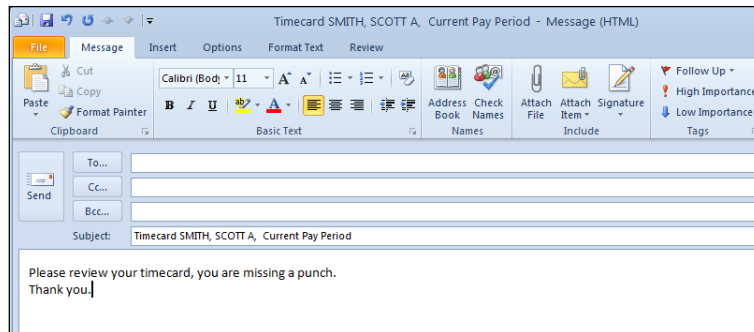 Timecard SMITH, SCOTT A,  Current Pay Period  -  Message (HTML)
File Message Insert Options Format Text Review
Paste
Cut
Copy
Format Painter
Clipboard
Calibri (Body 11
B I U
Basic Text
Address Book
Check Names
Names
Attach File
Attach Item
Signature
Include
Follow Up
High Importance
Low Importance
Tags
Send
To...
Cc...
Bcc...
Subject: Timecard SMITH, SCOTT A,  Current Pay Period
Please review your timecard, you are missing a punch.
Thank you.